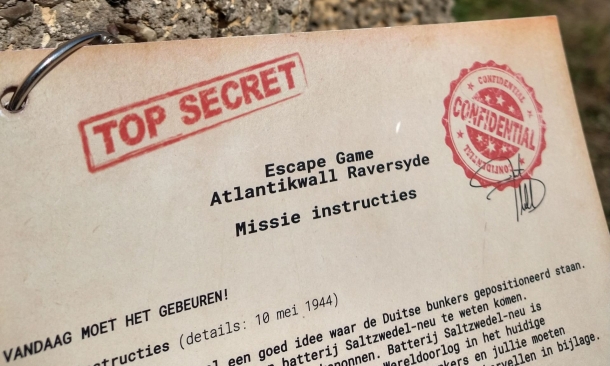 TOP SECRET
CONFIDENTIAL
CONFIDENTIAL
CONFIDENTIAL
Escape Game
Atlantikwall Raversyde
Missie instructies
VANDAAG MOET HET GEBEUREN!
(details: 10 mei 1944)
een goed idee waar de Duitse bunkers gepositioneerd staan.
batterij Saltzwedel-neu te weten komen.
Batterij Saltzwedel-neu is
Wereldoorlog in het huidige
en jullie moeten
in bijlage.